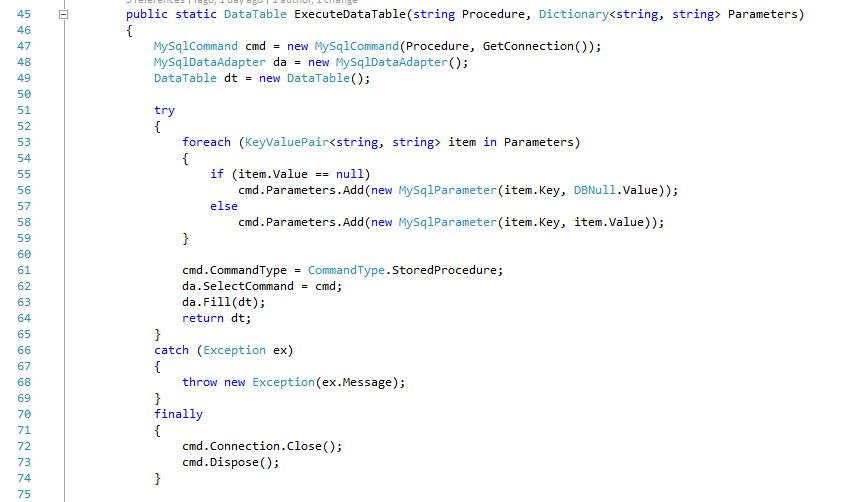 45 public static DataTable ExecuteDataTable(string Procedure, Dictionary<string, string> Parameters)
46 {
47 MySqlCommand cmd = new MySqlCommand(Procedure, GetConnection());
48 MySqlDataAdapter da = new MySqlDataAdapter();
49 DataTable dt = new DataTable();
50
51 try
52 {
53 foreach (KeyValuePair<string, string> item in Parameters)
54 {
55 if (item.Value == null)
56 cmd.Parameters.Add(new MySqlParameter(item.Key, DBNull.Value));
57 else
58 cmd.Parameters.Add(new MySqlParameter(item.Key, item.Value));
59 }
60
61 cmd.CommandType = CommandType.StoredProcedure;
62 da.SelectCommand = cmd;
63 da.Fill(dt);
64 return dt;
65 }
66 catch (Exception ex)
67 {
68 throw new Exception(ex.Message);
69 }
70 finally
71 {
72 cmd.Connection.Close();
73 cmd.Dispose();
74 }
75